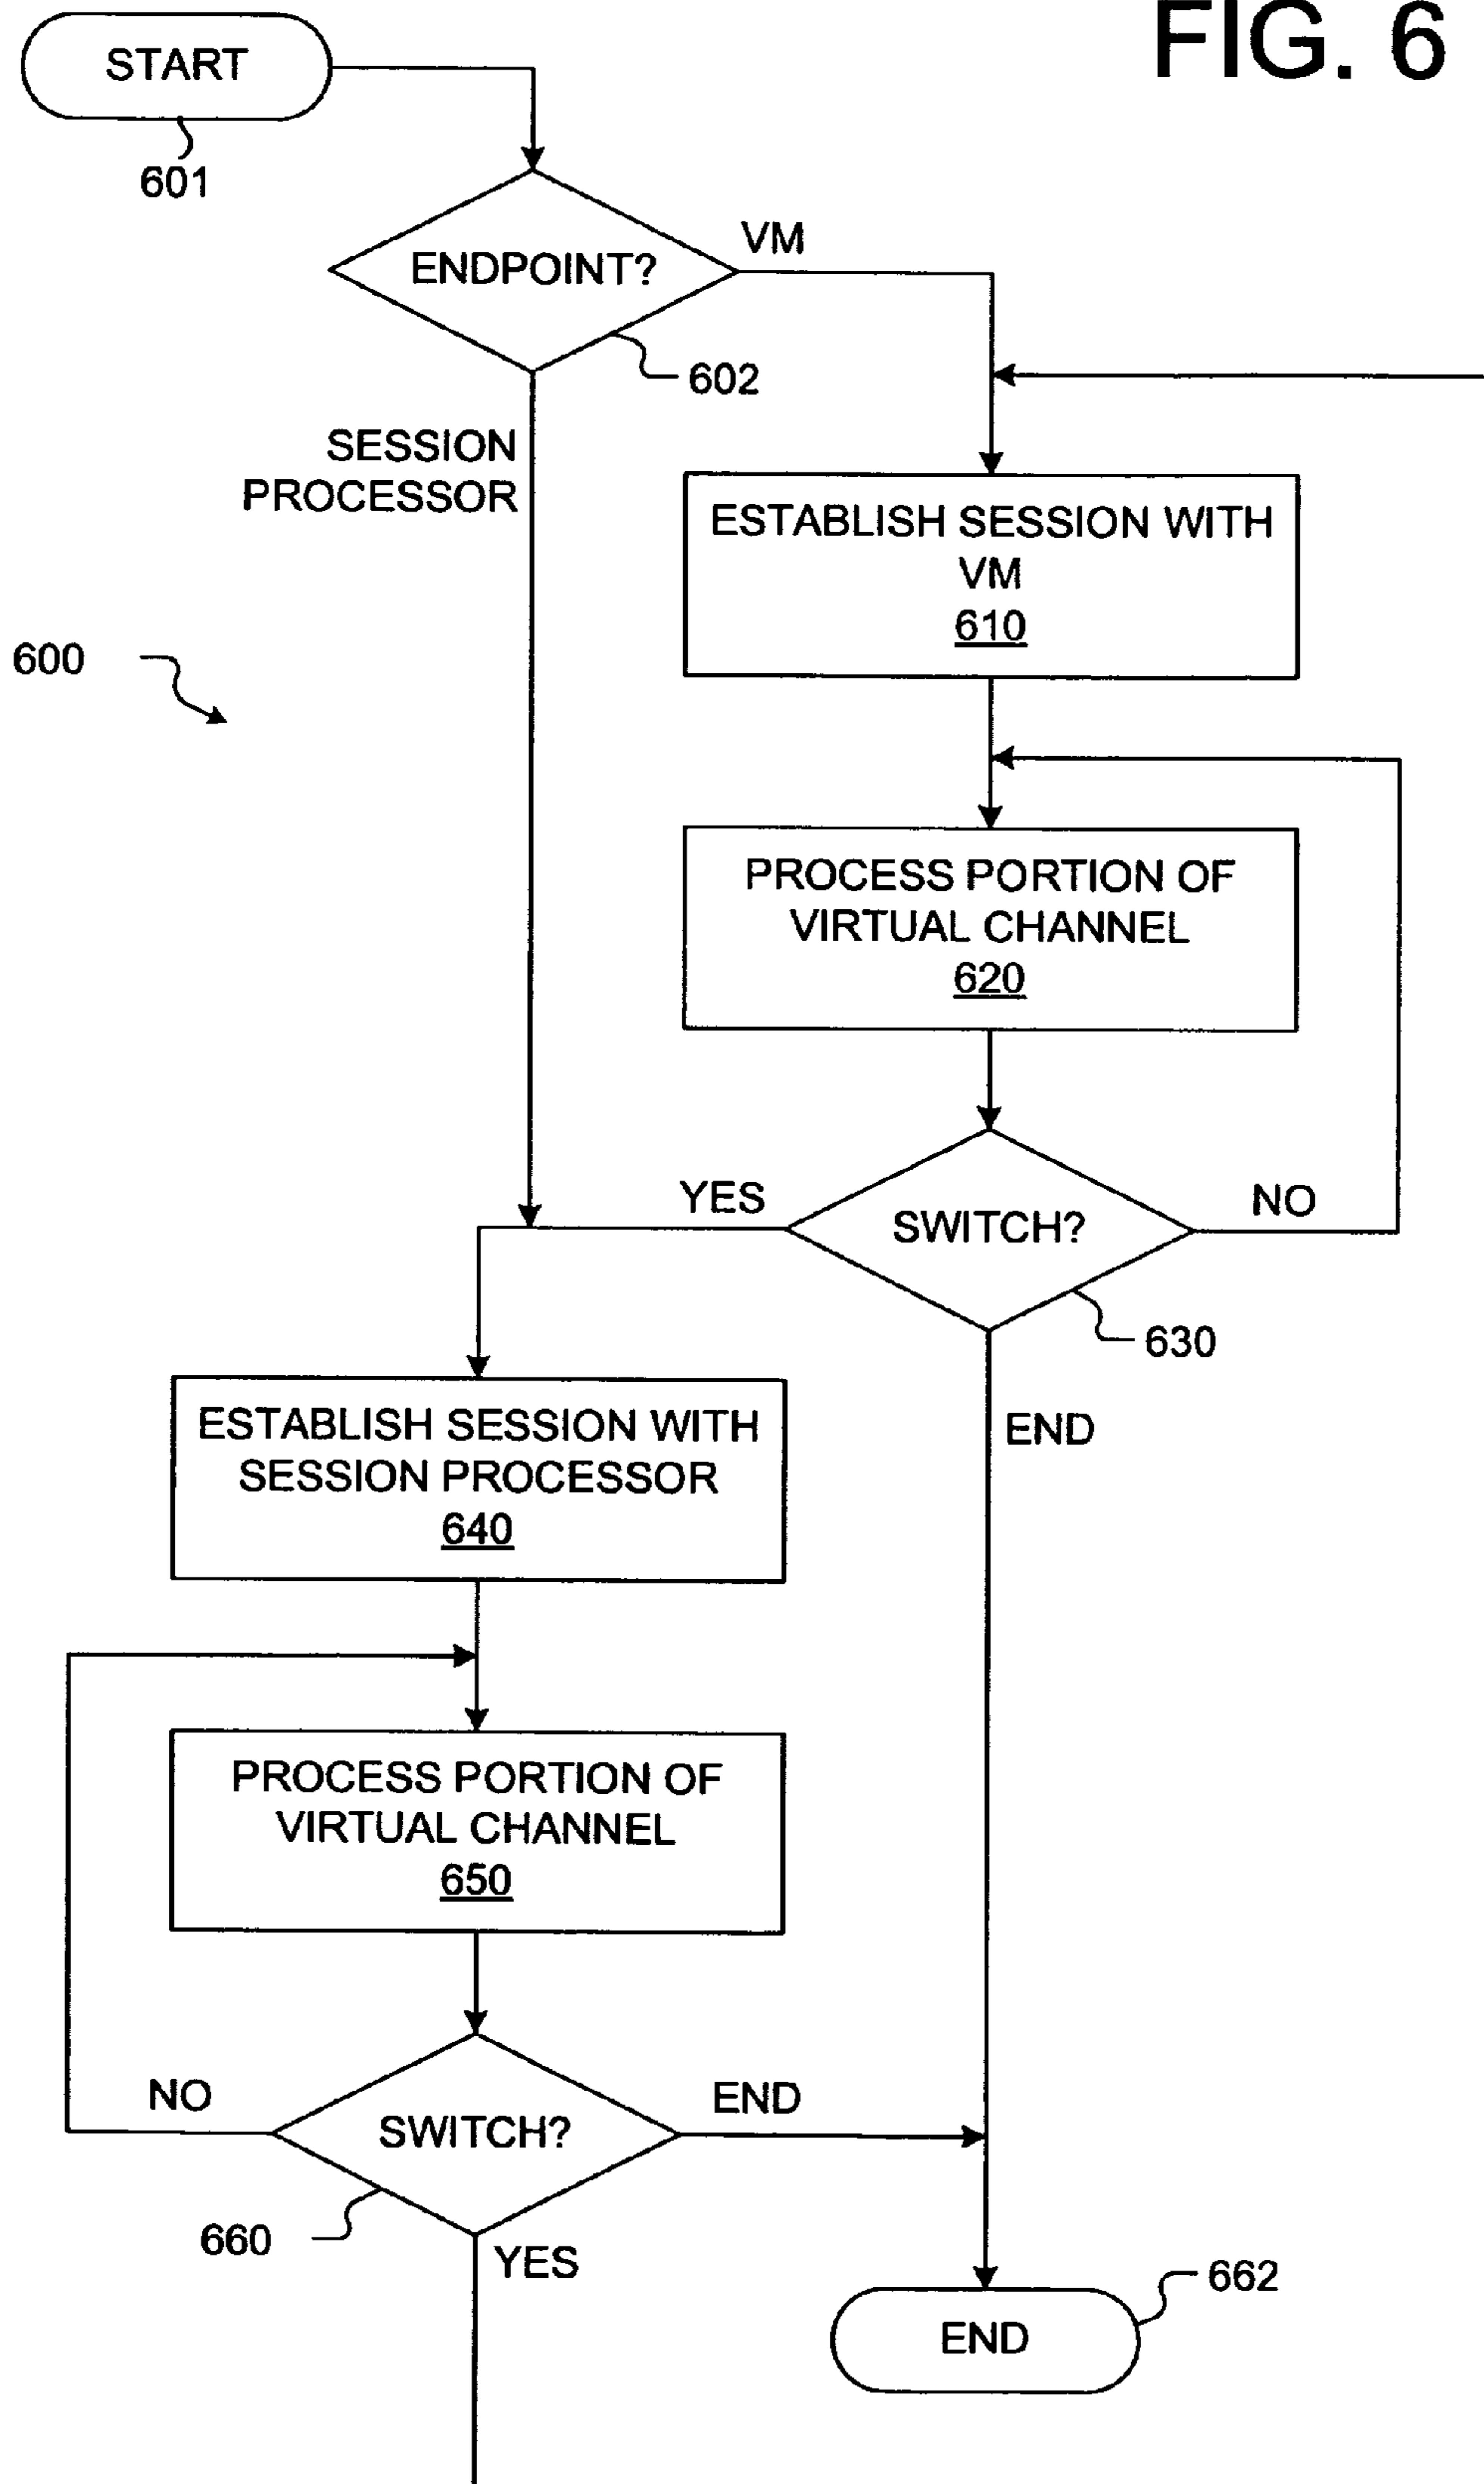 FIG. 6
START
601
ENDPOINT?
VM
602
SESSION
PROCESSOR
ESTABLISH SESSION WITH
VM
610
600
PROCESS PORTION OF
VIRTUAL CHANNEL
620
YES
SWITCH?
NO
630
ESTABLISH SESSION WITH
SESSION PROCESSOR
640
END
PROCESS PORTION OF
VIRTUAL CHANNEL
650
NO
SWITCH?
END
660
YES
662
END